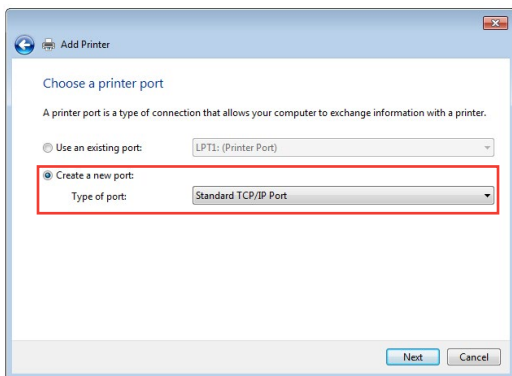 Add Printer
Choose a printer port
A printer port is a type of connection that allows your computer to exchange information with a printer.
Use an existing port: LPT1: (Printer Port)
Create a new port:
Type of port: Standard TCP/IP Port
Next Cancel